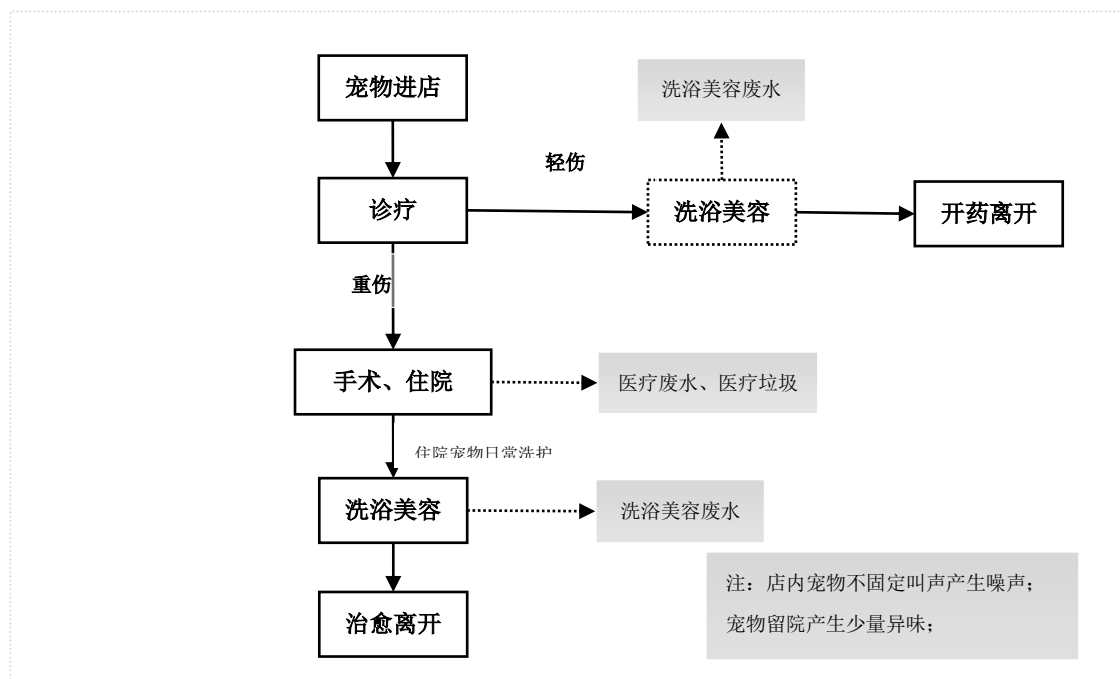 宠物进店
洗浴美容废水
轻伤
诊疗
洗浴美容
开药离开
重伤
手术、住院
医疗废水、医疗垃圾
住院宠物日常洗护
洗浴美容
洗浴美容废水
注：店内宠物不固定叫声产生噪声；
宠物留院产生少量异味；
治愈离开